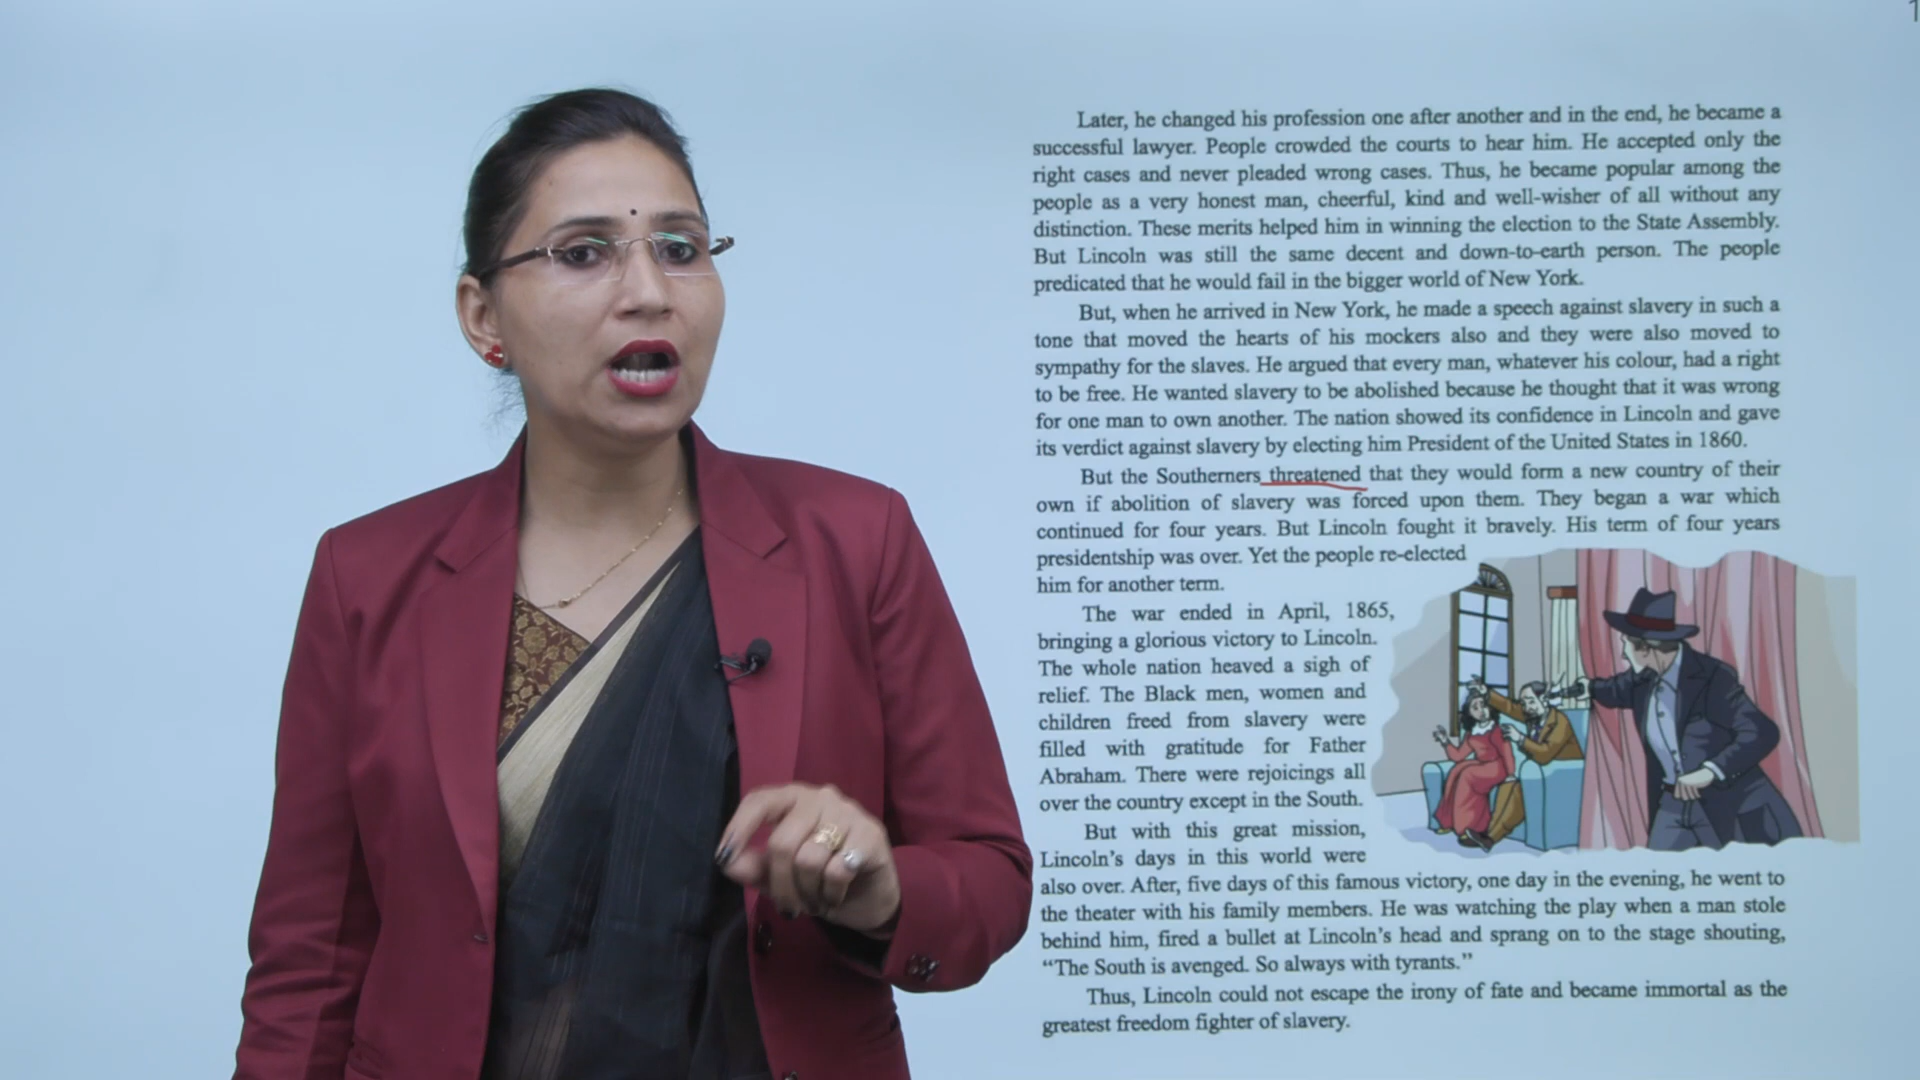 Later, he changed his profession one after another and in the end, he became a
successful lawyer. People crowded the courts to hear him. He accepted only the
right cases and never pleaded wrong cases. Thus, he became popular among the
people as a very honest man, cheerful, kind and well-wisher of all without any
distinction. These merits helped him in winning the election to the State Assembly.
But Lincoln was still the same decent and down-to-earth person. The people
predicated that he would fail in the bigger world of New York.
But, when he arrived in New York, he made a speech against slavery in such a
tone that moved the hearts of his mockers also and they were also moved to
sympathy for the slaves. He argued that every man, whatever his colour, had a right
to be free. He wanted slavery to be abolished because he thought that it was wrong
for one man to own another. The nation showed its confidence in Lincoln and gave
its verdict against slavery by electing him President of the United States in 1860.
But the Southerners threatened that they would form a new country of their
own if abolition of slavery was forced upon them. They began a war which
continued for four years. But Lincoln fought it bravely. His term of four years
presidentship was over. Yet the people re-elected
him for another term.
The war ended in April, 1865,
bringing a glorious victory to Lincoln.
The whole nation heaved a sigh of
relief. The Black men, women and
children freed from slavery were
filled with gratitude for Father
Abraham. There were rejoicings all
over the country except in the South.
But with this great mission,
Lincoln's days in this world were
also over. After, five days of this famous victory, one day in the evening, he went to
the theater with his family members. He was watching the play when a man stole
behind him, fired a bullet at Lincoln's head and sprang on to the stage shouting,
“The South is avenged. So always with tyrants.”
Thus, Lincoln could not escape the irony of fate and became immortal as the
greatest freedom fighter of slavery.